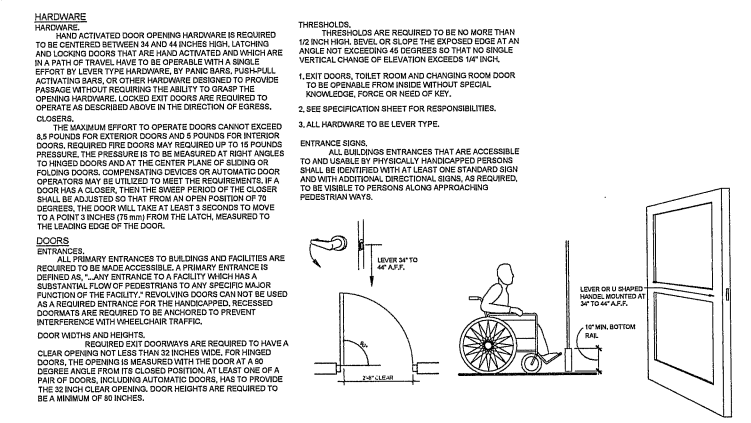 HARDWARE
HARDWARE.
HAND ACTIVATED DOOR OPENING HARDWARE IS REQUIRED
TO BE CENTERED BETWEEN 34 AND 44 INCHES HIGH. LATCHING
AND LOCKING DOORS THAT ARE HAND ACTIVATED AND WHICH ARE
IN A PATH OF TRAVEL HAVE TO BE OPERABLE WITH A SINGLE
EFFORT BY LEVER TYPE HARDWARE, BY PANIC BARS, PUSH-PULL
ACTIVATING BARS, OR OTHER HARDWARE DESIGNED TO PROVIDE
PASSAGE WITHOUT REQUIRING THE ABILITY TO GRASP THE
OPENING HARDWARE. LOCKED EXIT DOORS ARE REQUIRED TO
OPERATE AS DESCRIBED ABOVE IN THE DIRECTION OF EGRESS.
CLOSERS.
THE MAXIMUM EFFORT TO OPERATE DOORS CANNOT EXCEED
8.5 POUNDS FOR EXTERIOR DOORS AND 5 POUNDS FOR INTERIOR
DOORS, REQUIRED FIRE DOORS MAY REQUIRED UP TO 15 POUNDS
PRESSURE. THE PRESSURE IS TO BE MEASURED AT RIGHT ANGLES
TO HINGED DOORS AND AT THE CENTER PLANE OF SLIDING OR
FOLDING DOORS. COMPENSATING DEVICES OR AUTOMATIC DOOR
OPERATORS MAY BE UTILIZED TO MEET THE REQUIREMENTS. IF A
DOOR HAS A CLOSER, THEN THE SWEEP PERIOD OF THE CLOSER
SHALL BE ADJUSTED SO THAT FROM AN OPEN POSITION OF 70
DEGREES, THE DOOR WILL TAKE AT LEAST 3 SECONDS TO MOVE
TO A POINT 3 INCHES (75 mm) FROM THE LATCH, MEASURED TO
THE LEADING EDGE OF THE DOOR.
DOORS
ENTRANCES.
ALL PRIMARY ENTRANCES TO BUILDINGS AND FACILITIES ARE
REQUIRED TO BE MADE ACCESSIBLE. A PRIMARY ENTRANCE IS
DEFINED AS, "...ANY ENTRANCE TO A FACILITY WHICH HAS A
SUBSTANTIAL FLOW OF PEDESTRIANS TO ANY SPECIFIC MAJOR
FUNCTION OF THE FACILITY." REVOLVING DOORS CAN NOT BE USED
AS A REQUIRED ENTRANCE FOR THE HANDICAPPED, RECESSED
DOORMATS ARE REQUIRED TO BE ANCHORED TO PREVENT
INTERFERENCE WITH WHEELCHAIR TRAFFIC.
DOOR WIDTHS AND HEIGHTS.
REQUIRED EXIT DOORWAYS ARE REQUIRED TO HAVE A
CLEAR OPENING NOT LESS THAN 32 INCHES WIDE. FOR HINGED
DOORS, THE OPENING IS MEASURED WITH THE DOOR AT A 90
DEGREE ANGLE FROM ITS CLOSED POSITION. AT LEAST ONE OF A
PAIR OF DOORS, INCLUDING AUTOMATIC DOORS, HAS TO PROVIDE
THE 32 INCH CLEAR OPENING. DOOR HEIGHTS ARE REQUIRED TO
BE A MINIMUM OF 80 INCHES.
THRESHOLDS.
THRESHOLDS ARE REQUIRED TO BE NO MORE THAN
1/2 INCH HIGH. BEVEL OR SLOPE THE EXPOSED EDGE AT AN
ANGLE NOT EXCEEDING 45 DEGREES SO THAT NO SINGLE
VERTICAL CHANGE OF ELEVATION EXCEEDS 1/4" INCH.
1. EXIT DOORS, TOILET ROOM AND CHANGING ROOM DOOR
TO BE OPENABLE FROM INSIDE WITHOUT SPECIAL
KNOWLEDGE, FORCE OR NEED OF KEY.
2. SEE SPECIFICATION SHEET FOR RESPONSIBILITIES.
3. ALL HARDWARE TO BE LEVER TYPE.
ENTRANCE SIGNS.
ALL BUILDINGS ENTRANCES THAT ARE ACCESSIBLE
TO AND USABLE BY PHYSICALLY HANDICAPPED PERSONS
SHALL BE IDENTIFIED WITH AT LEAST ONE STANDARD SIGN
AND WITH ADDITIONAL DIRECTIONAL SIGNS, AS REQUIRED,
TO BE VISIBLE TO PERSONS ALONG APPROACHING
PEDESTRIAN WAYS.
LEVER 34" TO
44" A.F.F.
90°
2'-8" CLEAR
LEVER OR U SHAPED
HANDEL MOUNTED AT
34" TO 44" A.F.F.
10" MIN. BOTTOM
RAIL